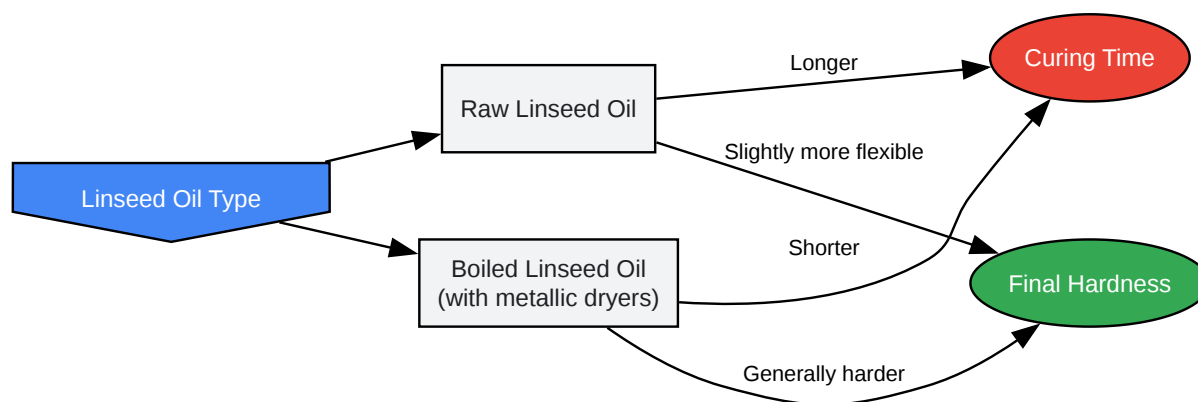 Linseed Oil Type
Raw Linseed Oil
Boiled Linseed Oil
(with metallic dryers)
Longer
Slightly more flexible
Shorter
Generally harder
Curing Time
Final Hardness